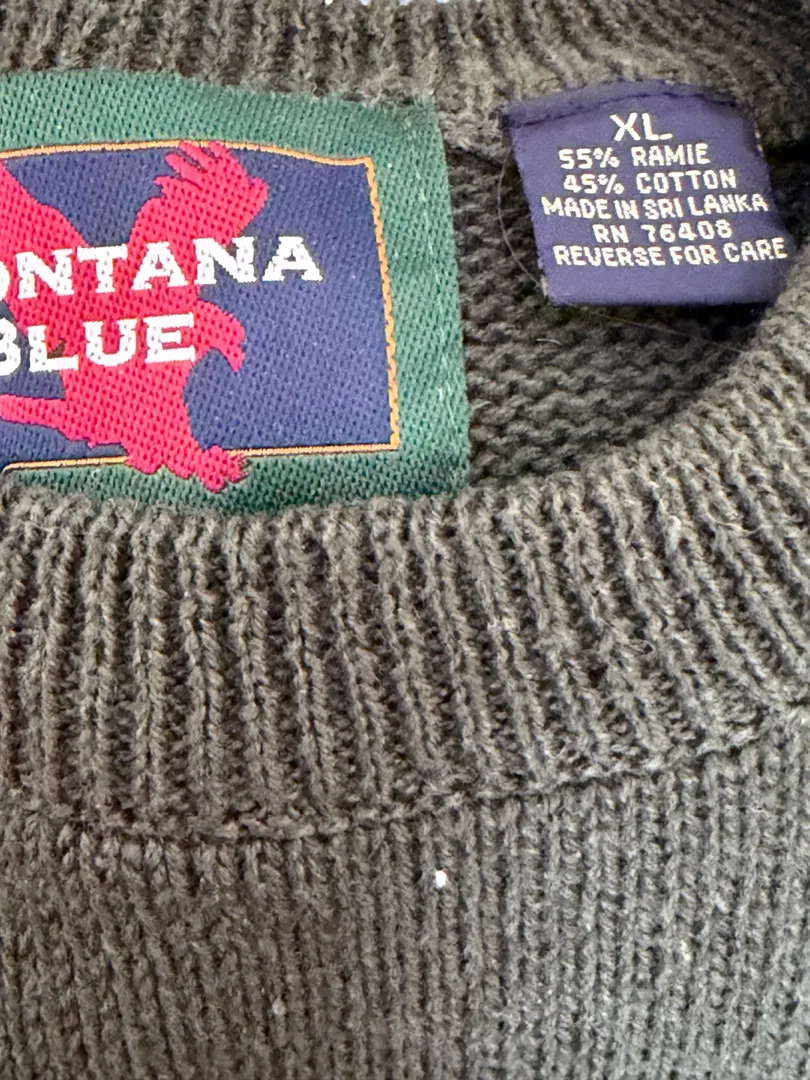 ONTANA
BLUE
XL
55% RAMIE
45% COTTON
MADE IN SRI LANKA
RN 76408
REVERSE FOR CARE